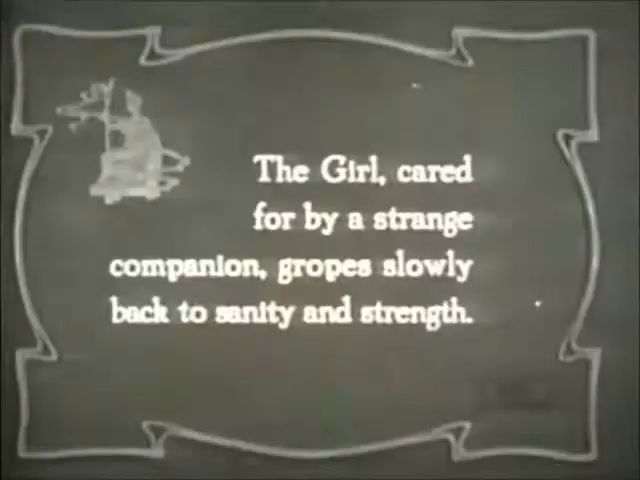 The Girl, cared
for by a strange
companion, gropes slowly
back to sanity and strength.